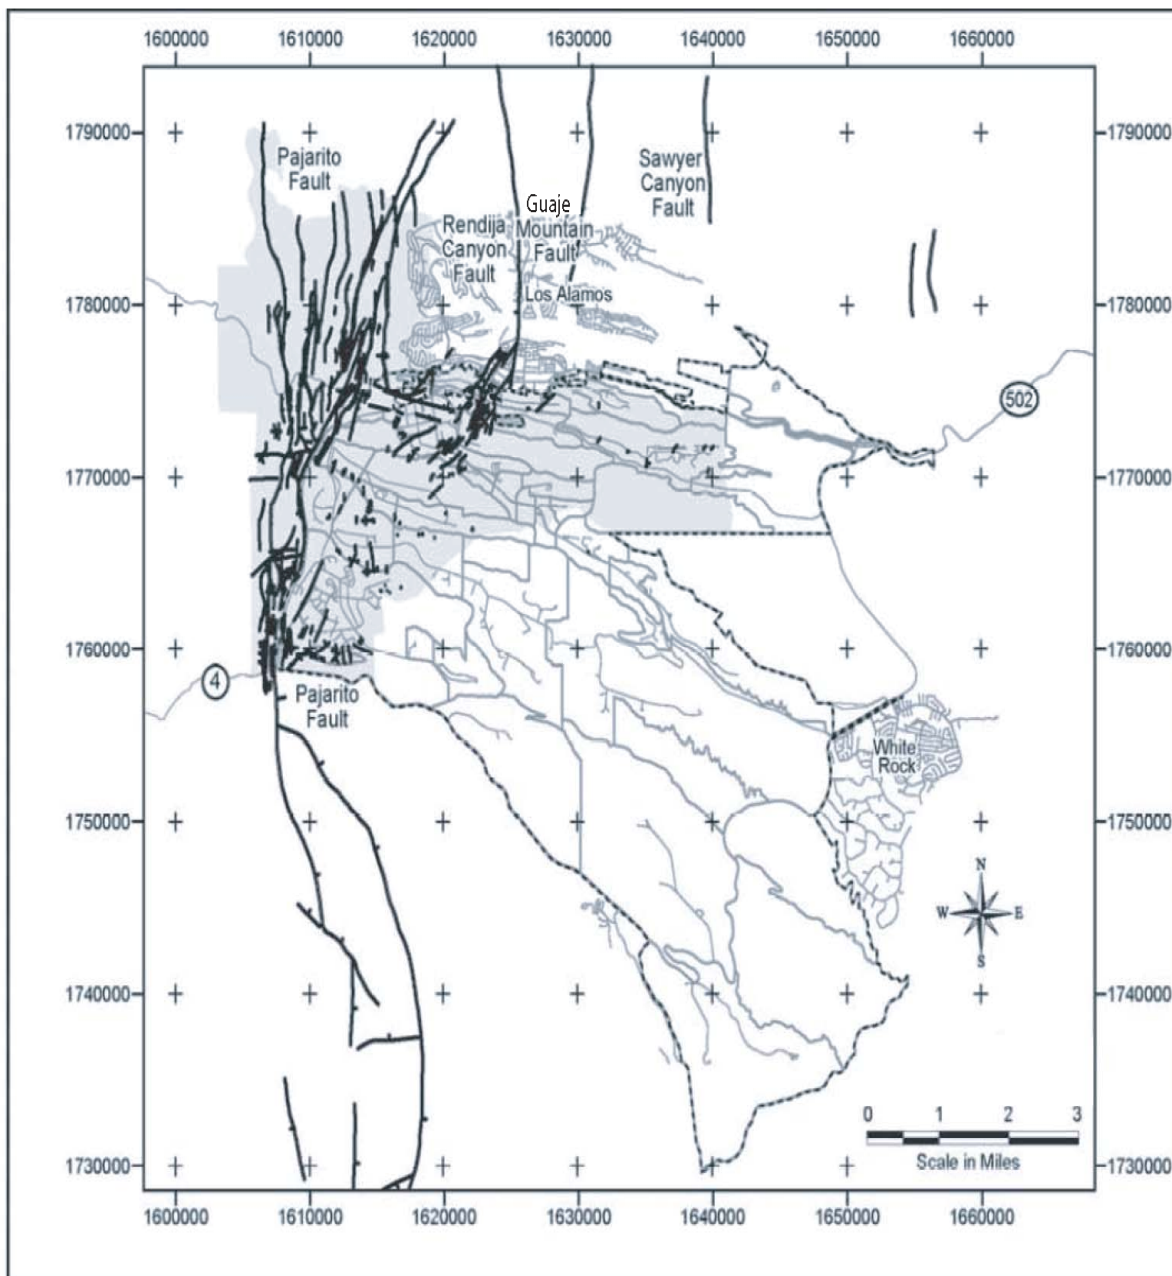 1600000 1610000 1620000 1630000 1640000 1650000 1660000
1790000
1790000
Pajarito
Fault
Sawyer
Canyon
Fault
Rendija
Canyon
Fault
Guaje
Mountain
Fault
Los Alamos
1780000
1780000
502
1770000
1770000
1760000
1760000
4
Pajarito
Fault
White
Rock
1750000
1750000
N
W E
S
1740000
1740000
0 1 2 3
Scale in Miles
1730000
1730000
1600000 1610000 1620000 1630000 1640000 1650000 1660000